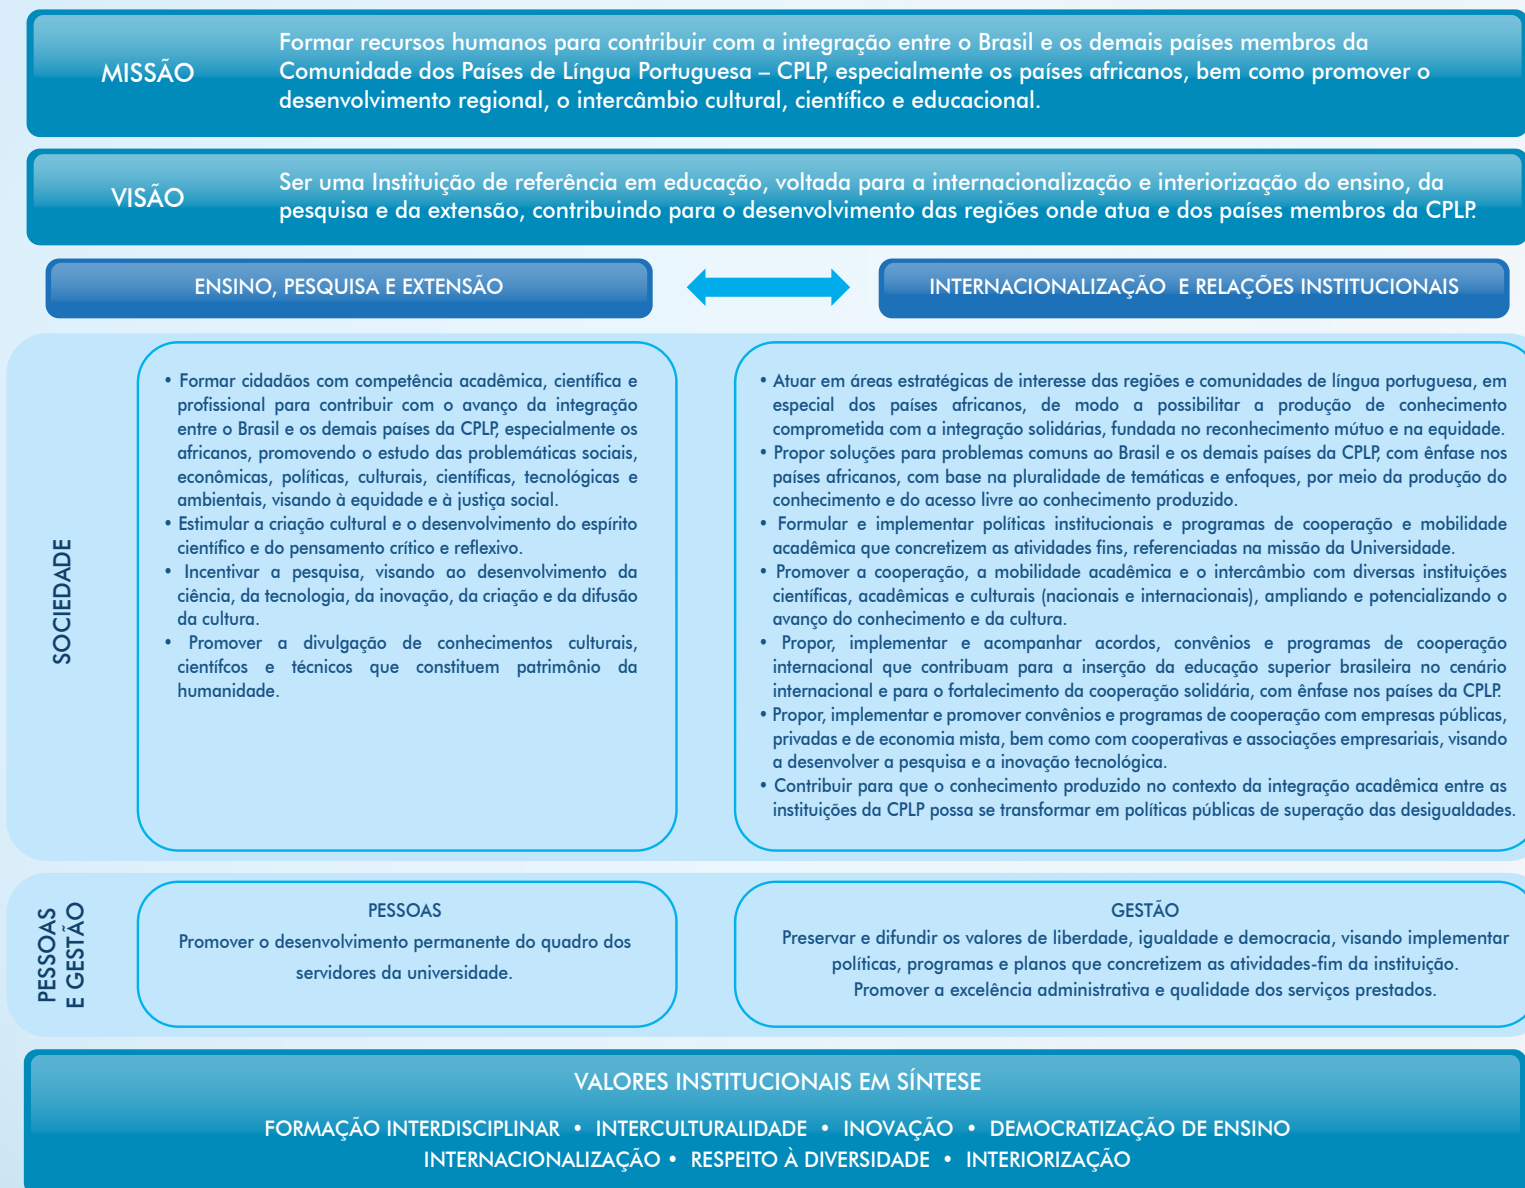 MISSÃO
Formar recursos humanos para contribuir com a integração entre o Brasil e os demais países membros da
Comunidade dos Países de Língua Portuguesa – CPLP, especialmente os países africanos, bem como promover o
desenvolvimento regional, o intercâmbio cultural, científico e educacional.
VISÃO
Ser uma Instituição de referência em educação, voltada para a internacionalização e interiorização do ensino, da
pesquisa e da extensão, contribuindo para o desenvolvimento das regiões onde atua e dos países membros da CPLP.
ENSINO, PESQUISA E EXTENSÃO
INTERNACIONALIZAÇÃO E RELAÇÕES INSTITUCIONAIS
SOCIEDADE
• Formar cidadãos com competência acadêmica, científica e
profissional para contribuir com o avanço da integração
entre o Brasil e os demais países da CPLP, especialmente os
africanos, promovendo o estudo das problemáticas sociais,
econômicas, políticas, culturais, científicas, tecnológicas e
ambientais, visando à equidade e à justiça social.
• Estimular a criação cultural e o desenvolvimento do espírito
científico e do pensamento crítico e reflexivo.
• Incentivar a pesquisa, visando ao desenvolvimento da
ciência, da tecnologia, da inovação, da criação e da difusão
da cultura.
• Promover a divulgação de conhecimentos culturais,
científcos e técnicos que constituem patrimônio da
humanidade.
• Atuar em áreas estratégicas de interesse das regiões e comunidades de língua portuguesa, em
especial dos países africanos, de modo a possibilitar a produção de conhecimento
comprometida com a integração solidárias, fundada no reconhecimento mútuo e na equidade.
• Propor soluções para problemas comuns ao Brasil e os demais países da CPLP, com ênfase nos
países africanos, com base na pluralidade de temáticas e enfoques, por meio da produção do
conhecimento e do acesso livre ao conhecimento produzido.
• Formular e implementar políticas institucionais e programas de cooperação e mobilidade
acadêmica que concretizem as atividades fins, referenciadas na missão da Universidade.
• Promover a cooperação, a mobilidade acadêmica e o intercâmbio com diversas instituições
científicas, acadêmicas e culturais (nacionais e internacionais), ampliando e potencializando o
avanço do conhecimento e da cultura.
• Propor, implementar e acompanhar acordos, convênios e programas de cooperação
internacional que contribuam para a inserção da educação superior brasileira no cenário
internacional e para o fortalecimento da cooperação solidária, com ênfase nos países da CPLP.
• Propor, implementar e promover convênios e programas de cooperação com empresas públicas,
privadas e de economia mista, bem como com cooperativas e associações empresariais, visando
a desenvolver a pesquisa e a inovação tecnológica.
• Contribuir para que o conhecimento produzido no contexto da integração acadêmica entre as
instituições da CPLP possa se transformar em políticas públicas de superação das desigualdades.
PESSOAS
E GESTÃO
PESSOAS
Promover o desenvolvimento permanente do quadro dos
servidores da universidade.
GESTÃO
Preservar e difundir os valores de liberdade, igualdade e democracia, visando implementar
políticas, programas e planos que concretizem as atividades-fim da instituição.
Promover a excelência administrativa e qualidade dos serviços prestados.
VALORES INSTITUCIONAIS EM SÍNTESE
FORMAÇÃO INTERDISCIPLINAR • INTERCULTURALIDADE • INOVAÇÃO • DEMOCRATIZAÇÃO DE ENSINO
INTERNACIONALIZAÇÃO • RESPEITO À DIVERSIDADE • INTERIORIZAÇÃO